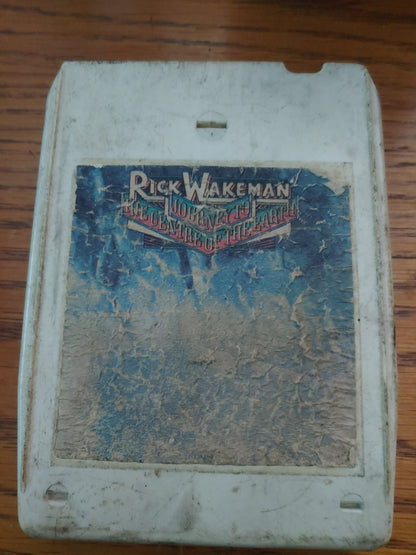 RICK WAKEMAN
JOURNEY TO
THE CENTRE OF THE EARTH